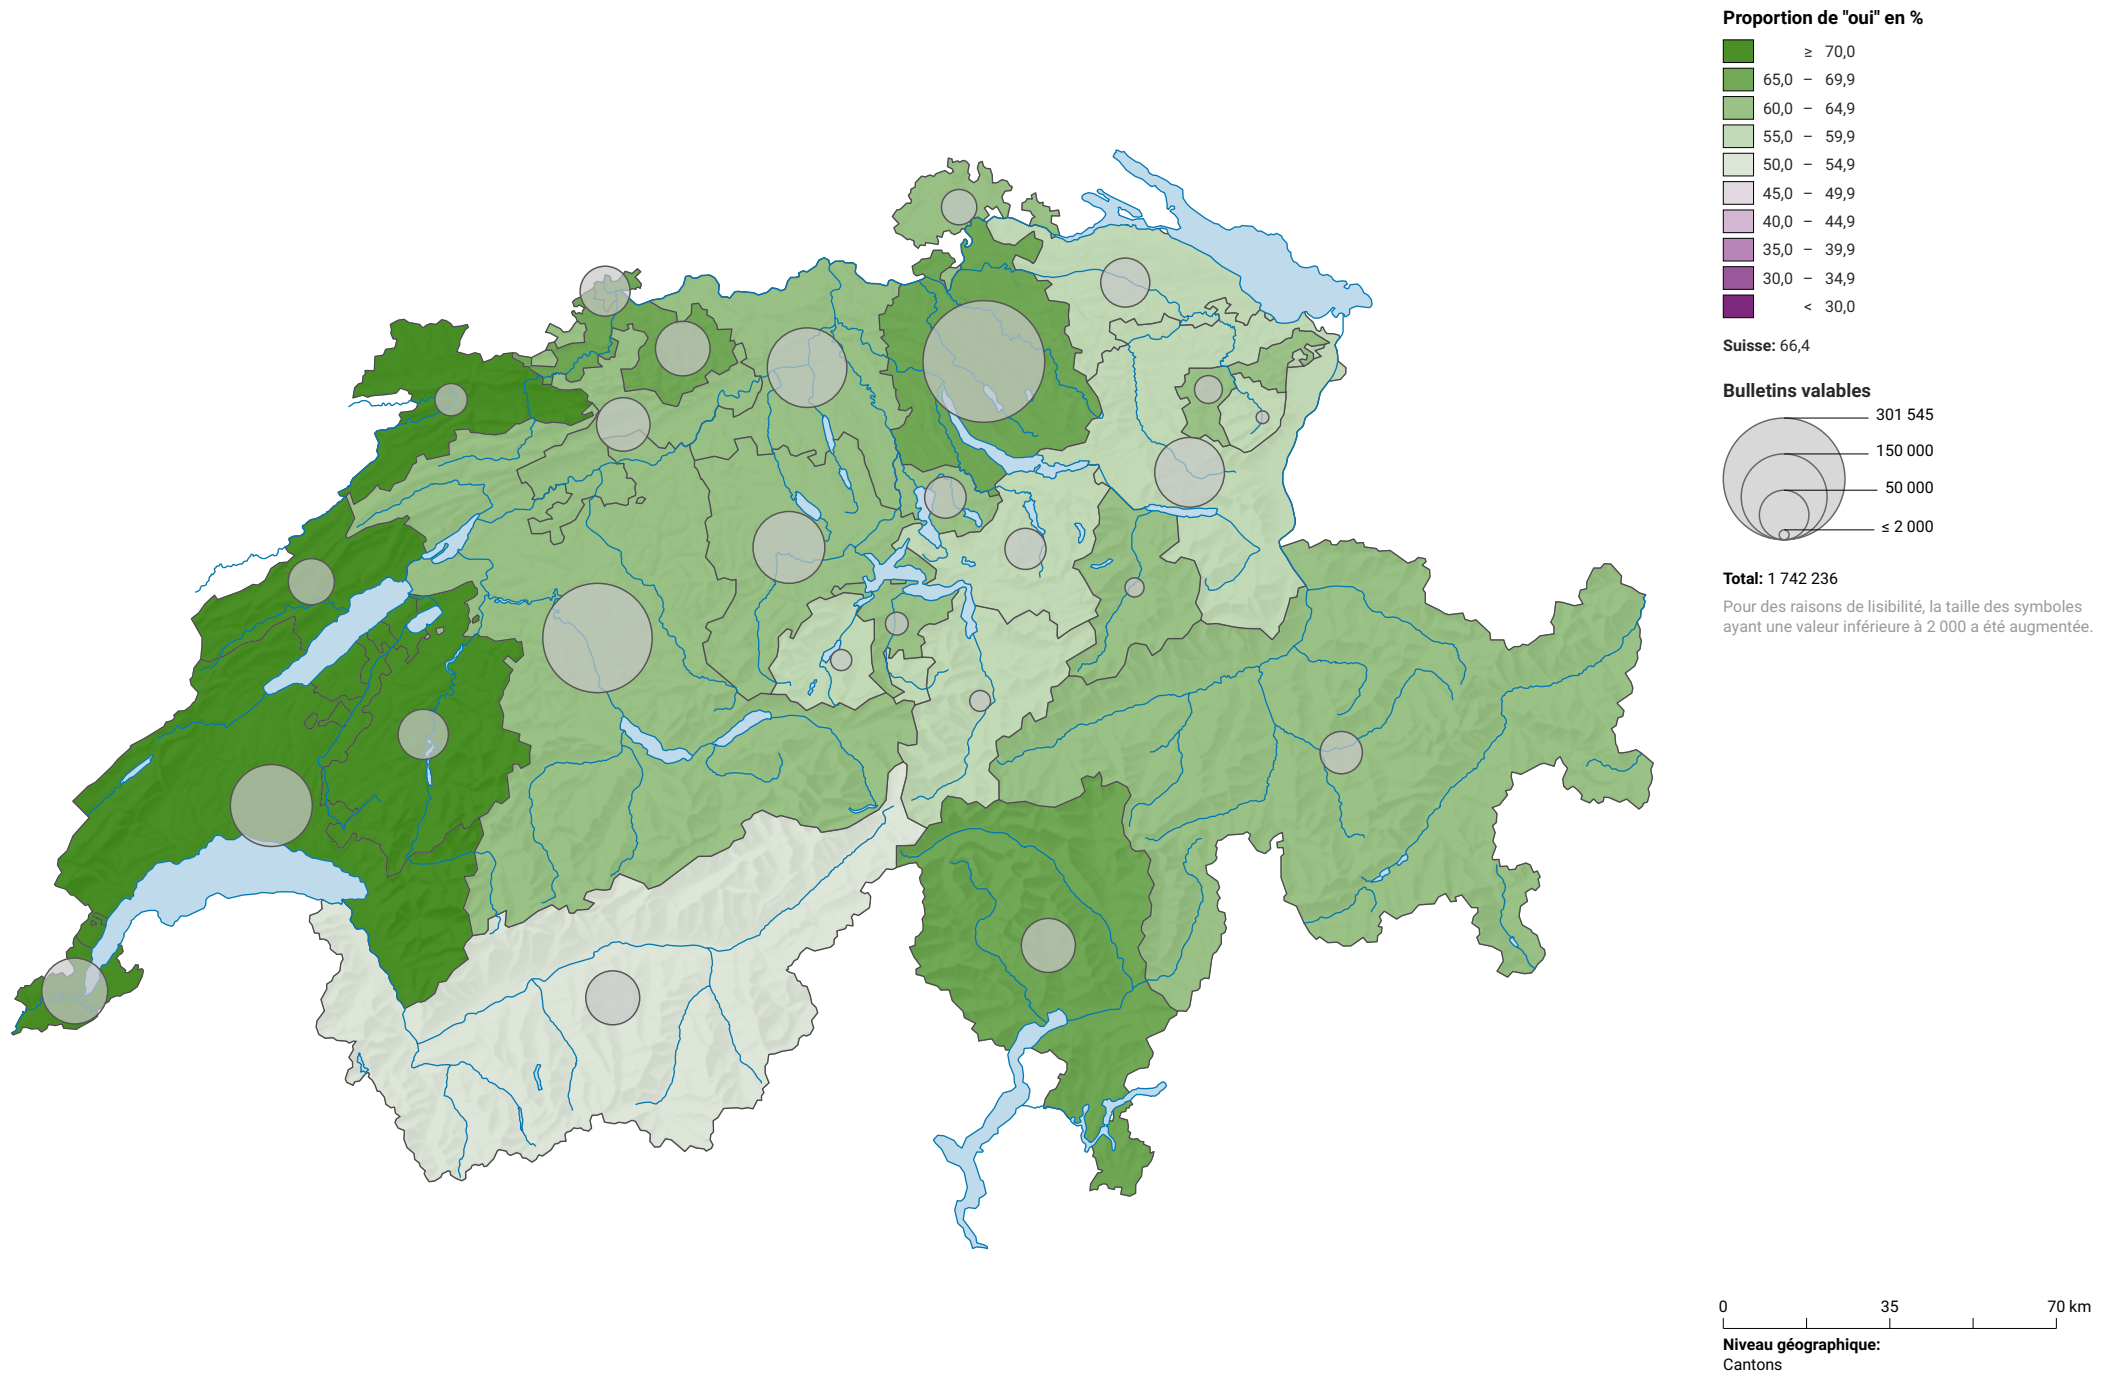 Proportion de "oui" en %
≥ 70,0
65,0 – 69,9
60,0 – 64,9
55,0 – 59,9
50,0 – 54,9
45,0 – 49,9
40,0 – 44,9
35,0 – 39,9
30,0 – 34,9
< 30,0
Suisse: 66,4
Bulletins valables
301 545
150 000
50 000
≤ 2 000
Total: 1 742 236
Pour des raisons de lisibilité, la taille des symboles
ayant une valeur inférieure à 2 000 a été augmentée.
0 35 70 km
Niveau géographique:
Cantons